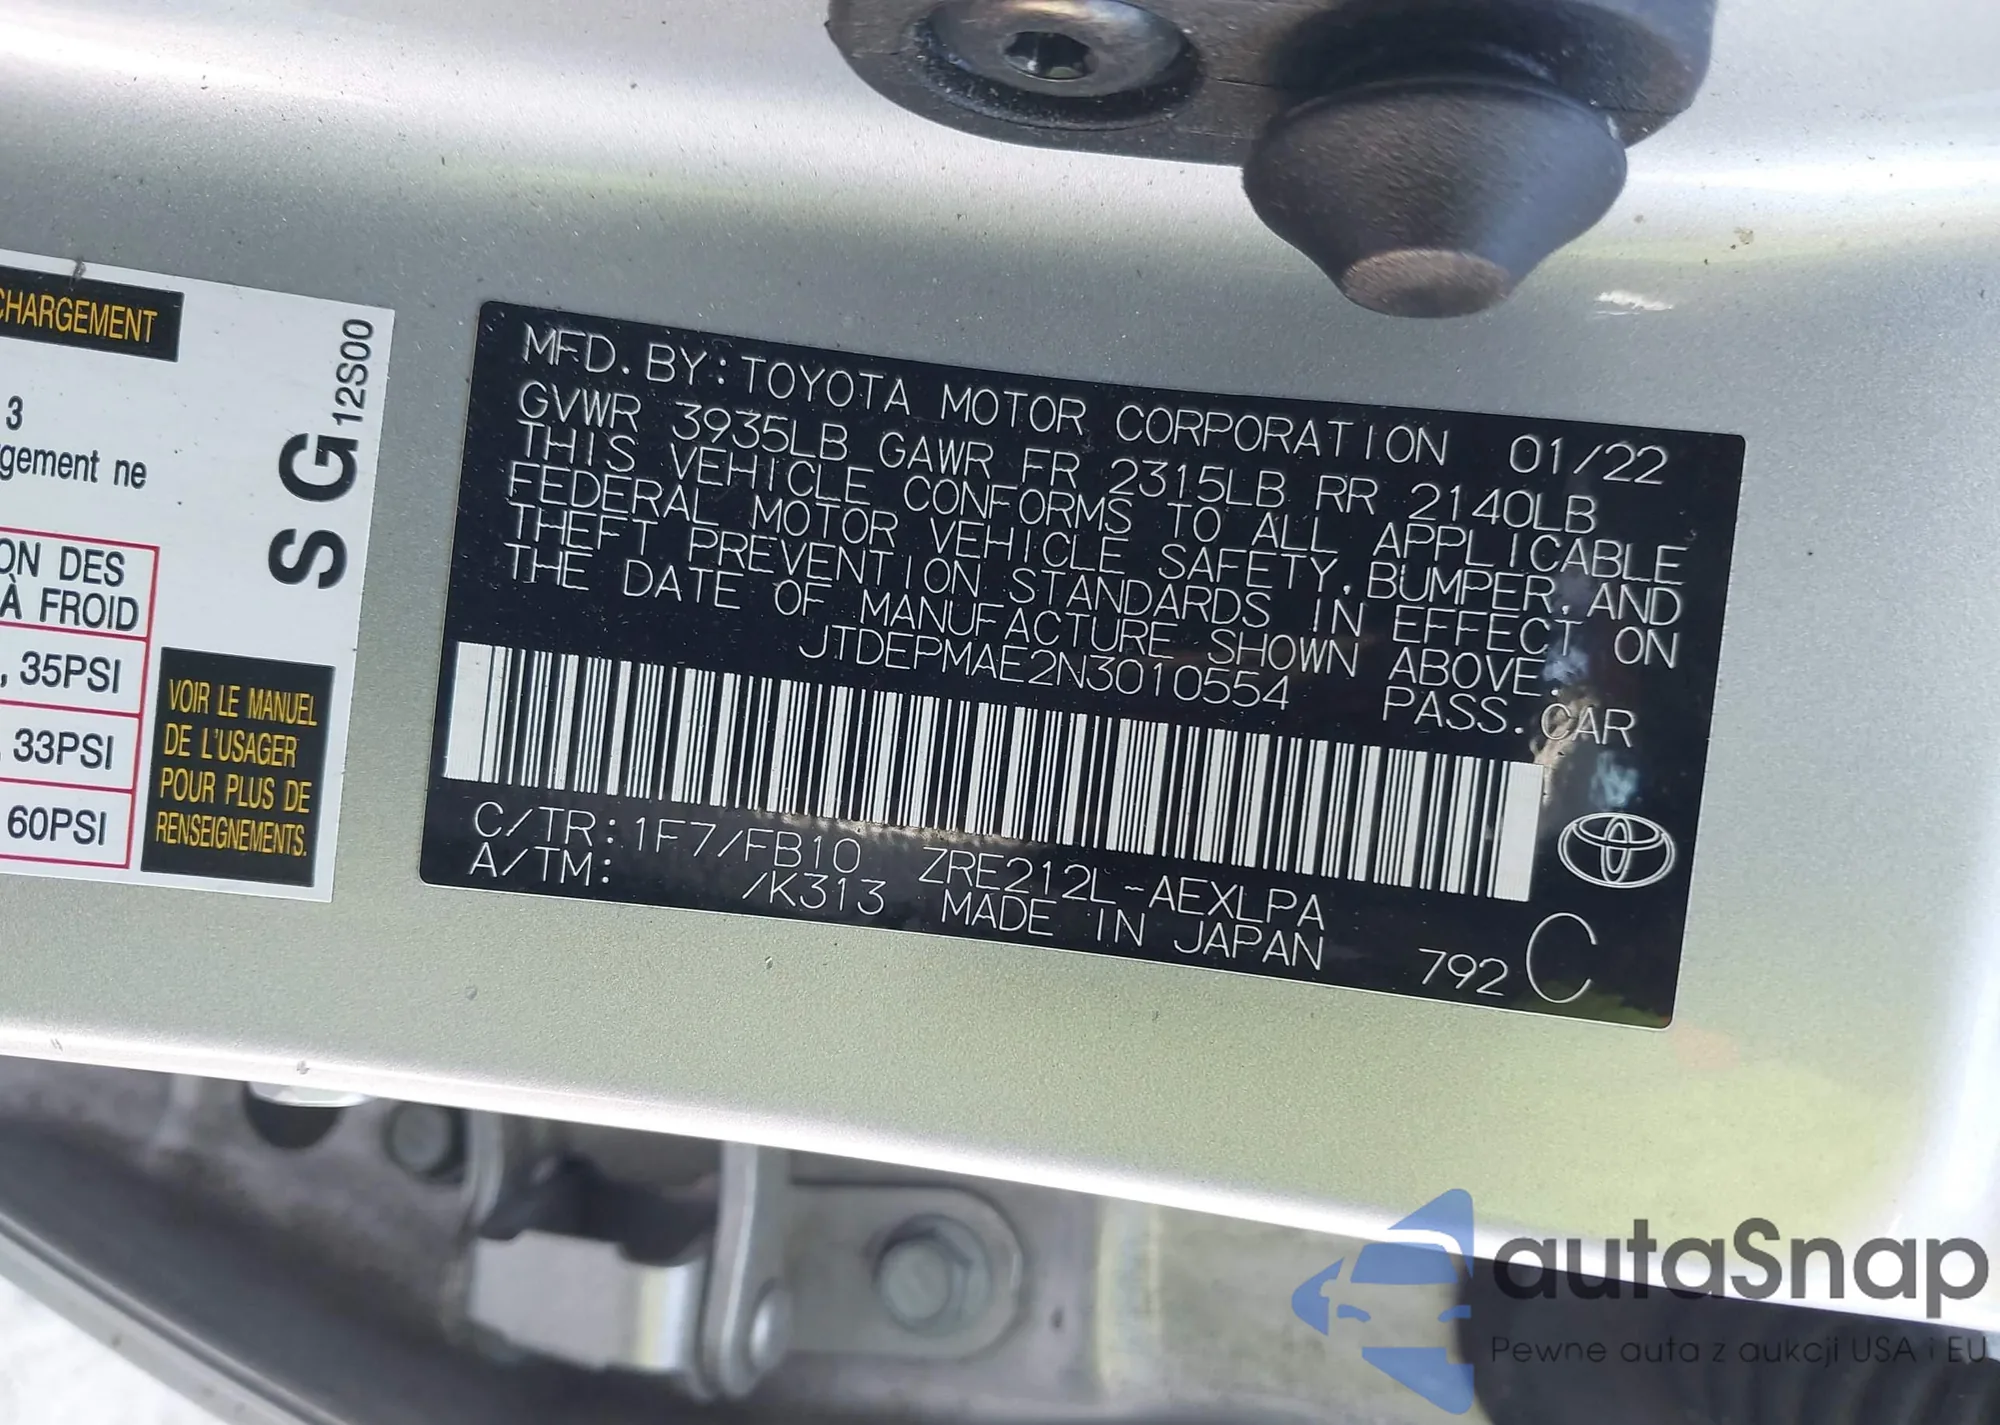 CHARGEMENT
3
gement ne
ON DES
À FROID
, 35PSI
33PSI
60PSI
SG12S00
VOIR LE MANUEL
DE L'USAGER
POUR PLUS DE
RENSEIGNEMENTS.
MFD. BY: TOYOTA MOTOR CORPORATION 01/22
GVWR 3935LB GAWR FR 2315LB RR 2140LB
THIS VEHICLE CONFORMS TO ALL APPLICABLE
FEDERAL MOTOR VEHICLE SAFETY, BUMPER, AND
THEFT PREVENTION STANDARDS IN EFFECT ON
THE DATE OF MANUFACTURE SHOWN ABOVE.
JTDEPMAE2N3010554 PASS. CAR
C/TR: 1F7/FB10 ZRE212L-AEXLPA
A/TM: /K313 MADE IN JAPAN 792 C
autaSnap
Pewne auta z aukcji USA i EU